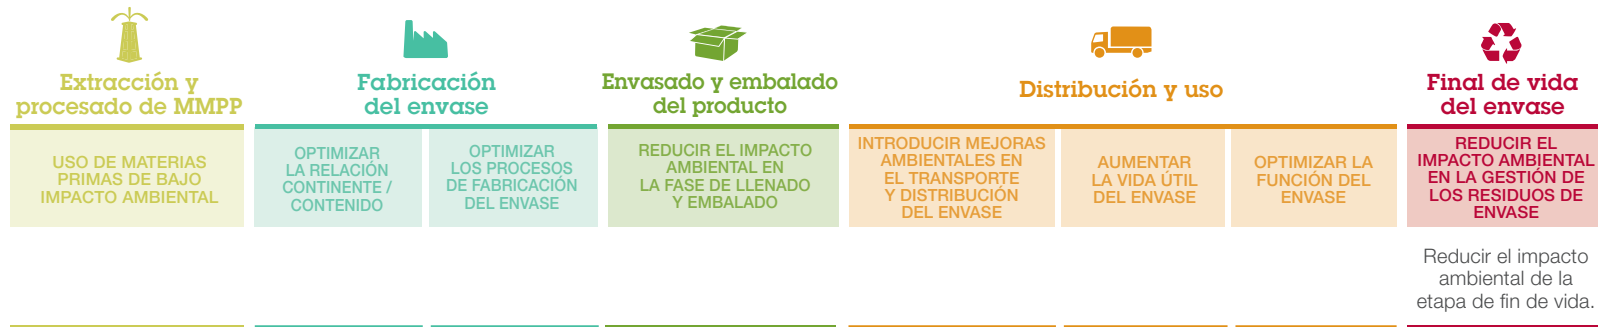 Extracción y
procesado de MMPP
Fabricación
del envase
Envasado y embalado
del producto
Distribución y uso
Final de vida
del envase
USO DE MATERIAS
PRIMAS DE BAJO
IMPACTO AMBIENTAL
OPTIMIZAR
LA RELACIÓN
CONTINENTE /
CONTENIDO
OPTIMIZAR
LOS PROCESOS
DE FABRICACIÓN
DEL ENVASE
REDUCIR EL IMPACTO
AMBIENTAL EN
LA FASE DE LLENADO
Y EMBALADO
INTRODUCIR MEJORAS
AMBIENTALES EN
EL TRANSPORTE
Y DISTRIBUCIÓN
DEL ENVASE
AUMENTAR
LA VIDA ÚTIL
DEL ENVASE
OPTIMIZAR LA
FUNCIÓN DEL
ENVASE
REDUCIR EL
IMPACTO AMBIENTAL
EN LA GESTIÓN DE
LOS RESIDUOS DE
ENVASE
Reducir el impacto
ambiental de la
etapa de fin de vida.